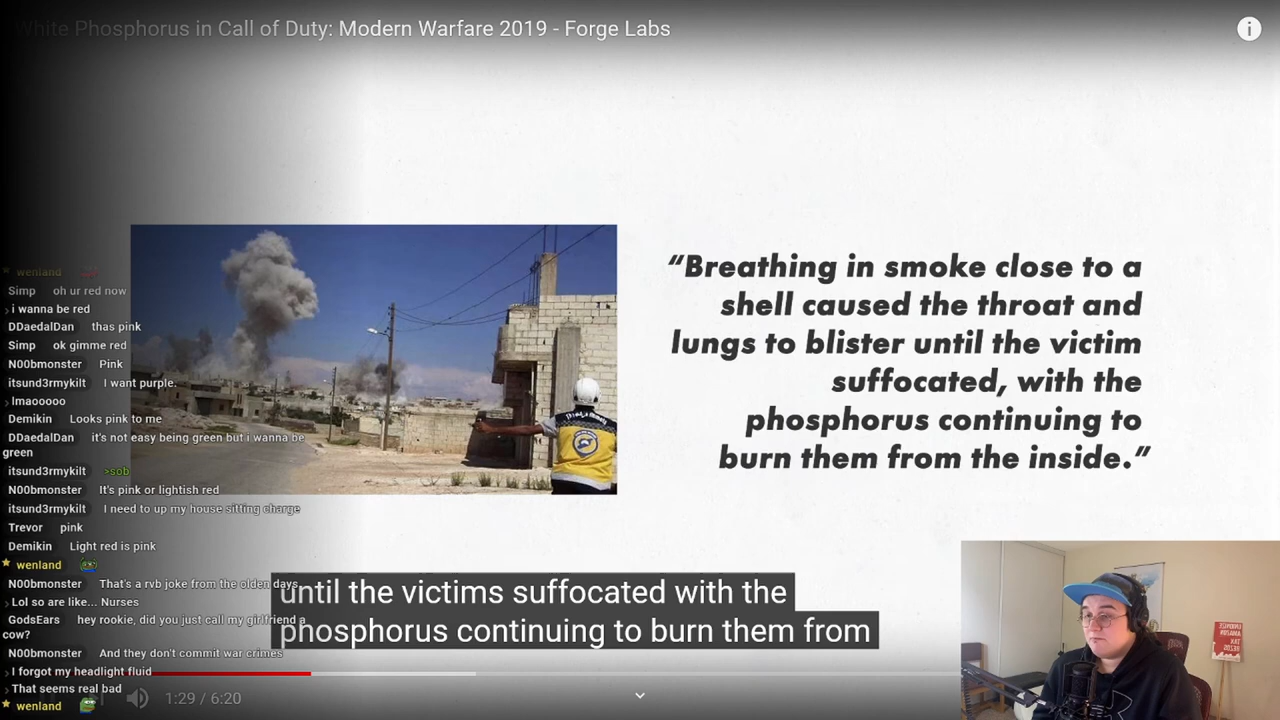 White Phosphorus in Call of Duty: Modern Warfare 2019 - Forge Labs
“Breathing in smoke close to a
shell caused the throat and
lungs to blister until the victim
suffocated, with the
phosphorus continuing to
burn them from the inside.”
wenland
Simp oh ur red now
i wanna be red
DDaedalDan thas pink
Simp ok gimme red
N00bmonster Pink
itsund3rmykilt I want purple.
lmaooooo
Demikin Looks pink to me
DDaedalDan it's not easy being green but i wanna be
green
itsund3rmykilt >sob
N00bmonster It's pink or lightish red
itsund3rmykilt I need to up my house sitting charge
Trevor pink
Demikin Light red is pink
wenland
N00bmonster That's a rvb joke from the olden days
Lol so are like... Nurses
GodsEars hey rookie, did you just call my girlfriend a
cow?
N00bmonster And they don't commit war crimes
I forgot my headlight fluid
That seems real bad
wenland
until the victims suffocated with the
phosphorus continuing to burn them from
1:29 / 6:20